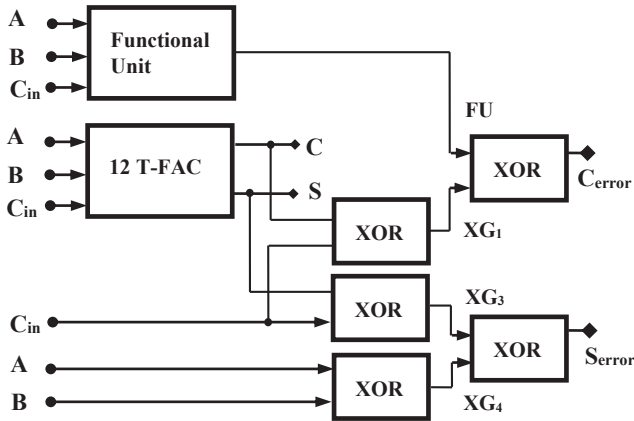 A
B
Cin
Functional
Unit
FU
A
B
Cin
12 T-FAC
C
S
XOR
Cerror
XOR
XG1
XOR
XG3
Cin
XOR
Serror
A
B
XOR
XG4